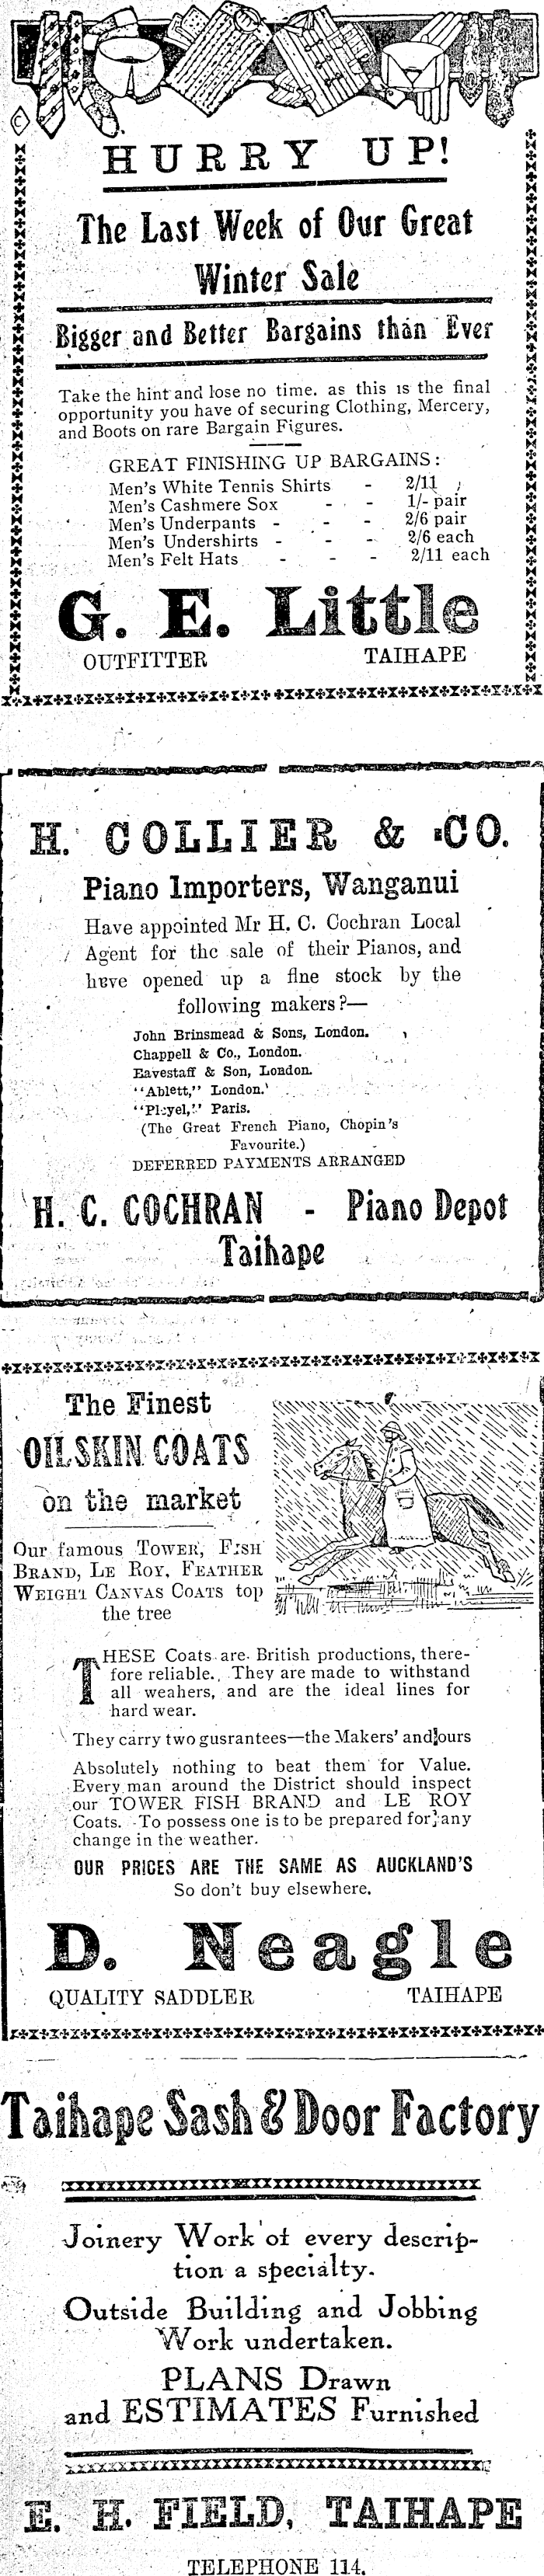 C
HURRY UP!
The Last Week of Our Great
Winter Sale
Bigger and Better Bargains than Ever
Take the hint and lose no time. as this is the final
opportunity you have of securing Clothing, Mercery,
and Boots on rare Bargain Figures.
GREAT FINISHING UP BARGAINS:
Men's White Tennis Shirts - 2/11
Men's Cashmere Sox - - 1/- pair
Men's Underpants - - - 2/6 pair
Men's Undershirts - - - 2/6 each
Men's Felt Hats - - - 2/11 each
G. E. Little
OUTFITTER TAIHAPE
H. COLLIER & CO.
Piano Importers, Wanganui
Have appointed Mr H. C. Cochran Local
Agent for the sale of their Pianos, and
heve opened up a fine stock by the
following makers?—
John Brinsmead & Sons, London.
Chappell & Co., London.
Eavestaff & Son, London.
"Ablett," London.'
"Pleyel," Paris.
(The Great French Piano, Chopin's
Favourite.)
DEFERRED PAYMENTS ARRANGED
H. C. COCHRAN - Piano Depot
Taihape
The Finest
OILSKIN COATS
on the market
Our famous TOWER, FISH
BRAND, LE ROY, FEATHER
WEIGHT CANVAS COATS top
the tree
THESE Coats are British productions, there-
fore reliable. They are made to withstand
all weahers, and are the ideal lines for
hard wear.
They carry two gusrantees—the Makers' and ours
Absolutely nothing to beat them for Value.
Every man around the District should inspect
our TOWER FISH BRAND and LE ROY
Coats. To possess one is to be prepared for any
change in the weather.
OUR PRICES ARE THE SAME AS AUCKLAND'S
So don't buy elsewhere.
D. Neagle
QUALITY SADDLER TAIHAPE
Taihape Sash & Door Factory
Joinery Work of every descrip-
tion a specialty.
Outside Building and Jobbing
Work undertaken.
PLANS Drawn
and ESTIMATES Furnished
E. H. FIELD, TAIHAPE
TELEPHONE 114.